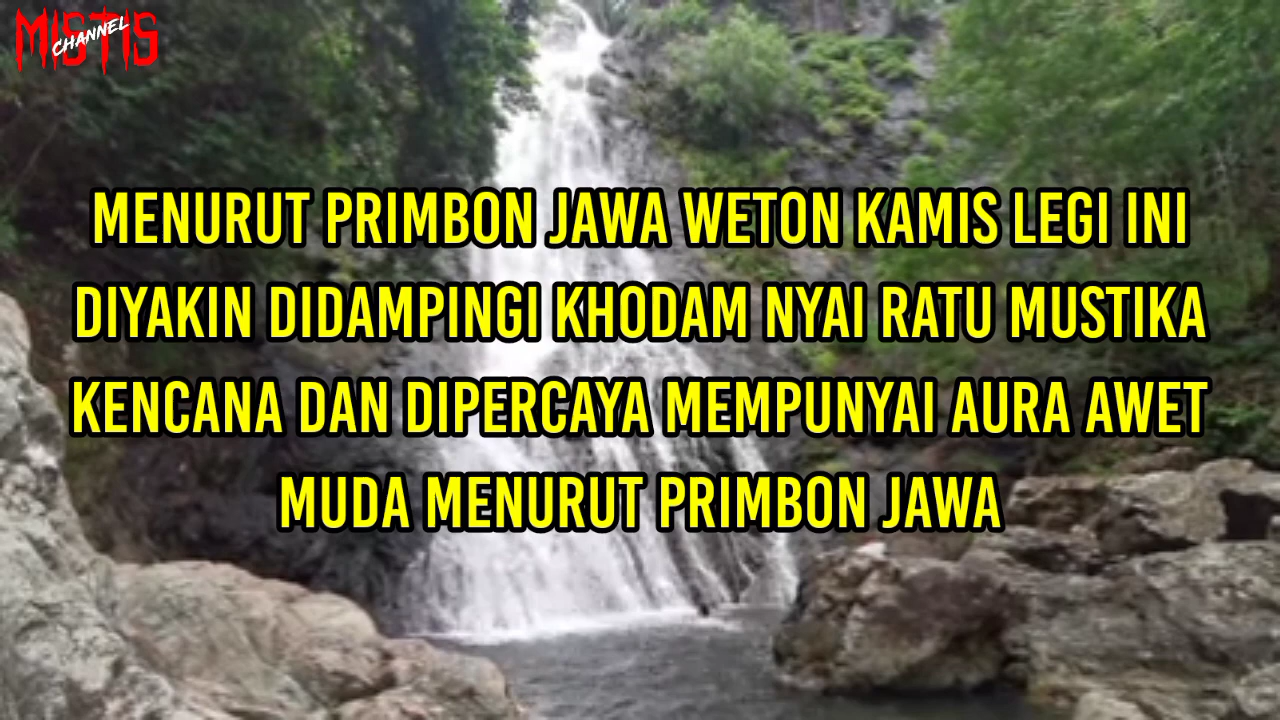 MISTIS
CHANNEL
MENURUT PRIMBON JAWA WETON KAMIS LEGI INI
DIYAKIN DIDAMPINGI KHODAM NYAI RATU MUSTIKA
KENCANA DAN DIPERCAYA MEMPUNYAI AURA AWET
MUDA MENURUT PRIMBON JAWA